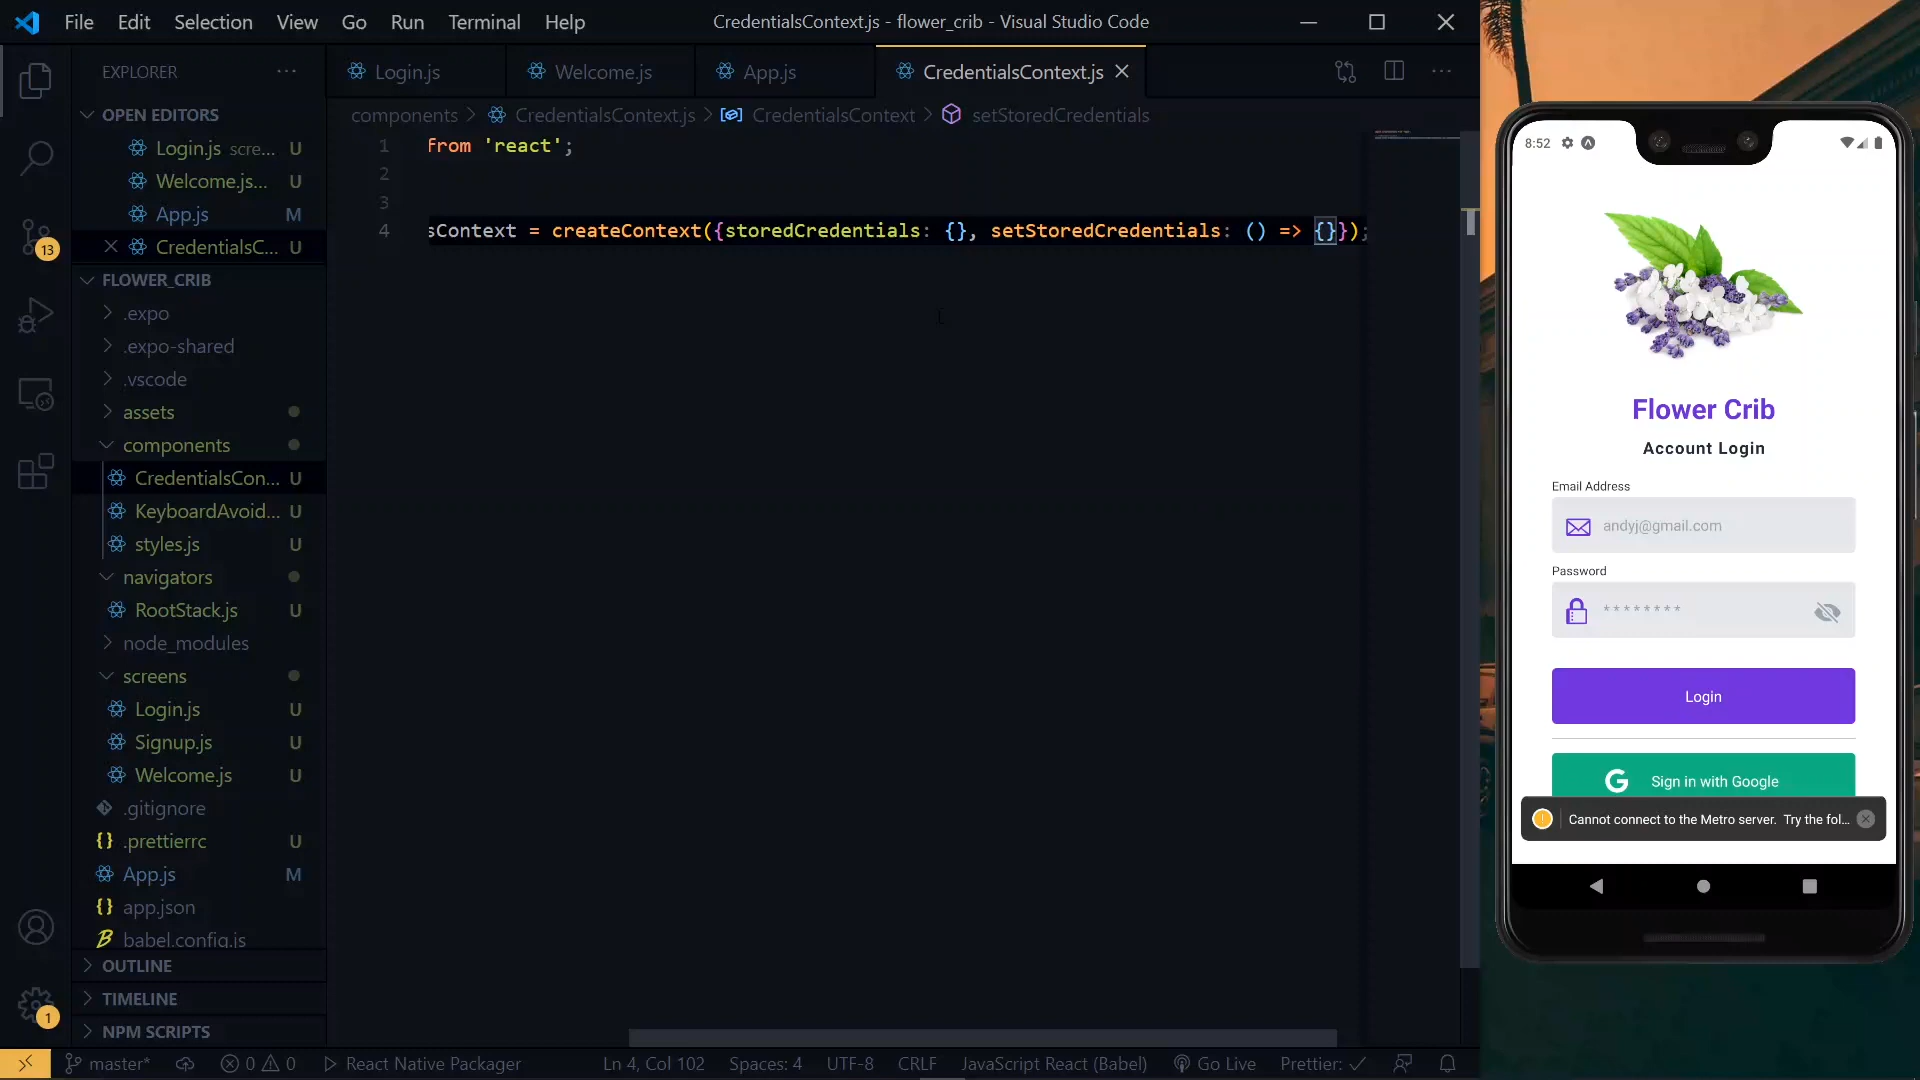 File Edit Selection View Go Run Terminal Help CredentialsContext.js - flower_crib - Visual Studio Code
EXPLORER
OPEN EDITORS
Login.js scre... U
Welcome.js... U
App.js M
CredentialsC... U
FLOWER_CRIB
.expo
.expo-shared
.vscode
assets
components
CredentialsCon... U
KeyboardAvoid... U
styles.js U
navigators
RootStack.js U
node_modules
screens
Login.js U
Signup.js U
Welcome.js U
.gitignore
.prettierrc U
App.js M
app.json
babel.config.js
OUTLINE
TIMELINE
NPM SCRIPTS
13
1
Login.js Welcome.js App.js CredentialsContext.js
components > CredentialsContext.js > CredentialsContext > setStoredCredentials
1 from 'react';
2
3
4 sContext = createContext({storedCredentials: {}, setStoredCredentials: () => {}});
master* 0 0 React Native Packager Ln 4, Col 102 Spaces: 4 UTF-8 CRLF JavaScript React (Babel) Go Live Prettier:
8:52
Flower Crib
Account Login
Email Address
andyj@gmail.com
Password
* * * * * * * *
Login
G Sign in with Google
Cannot connect to the Metro server. Try the fol...